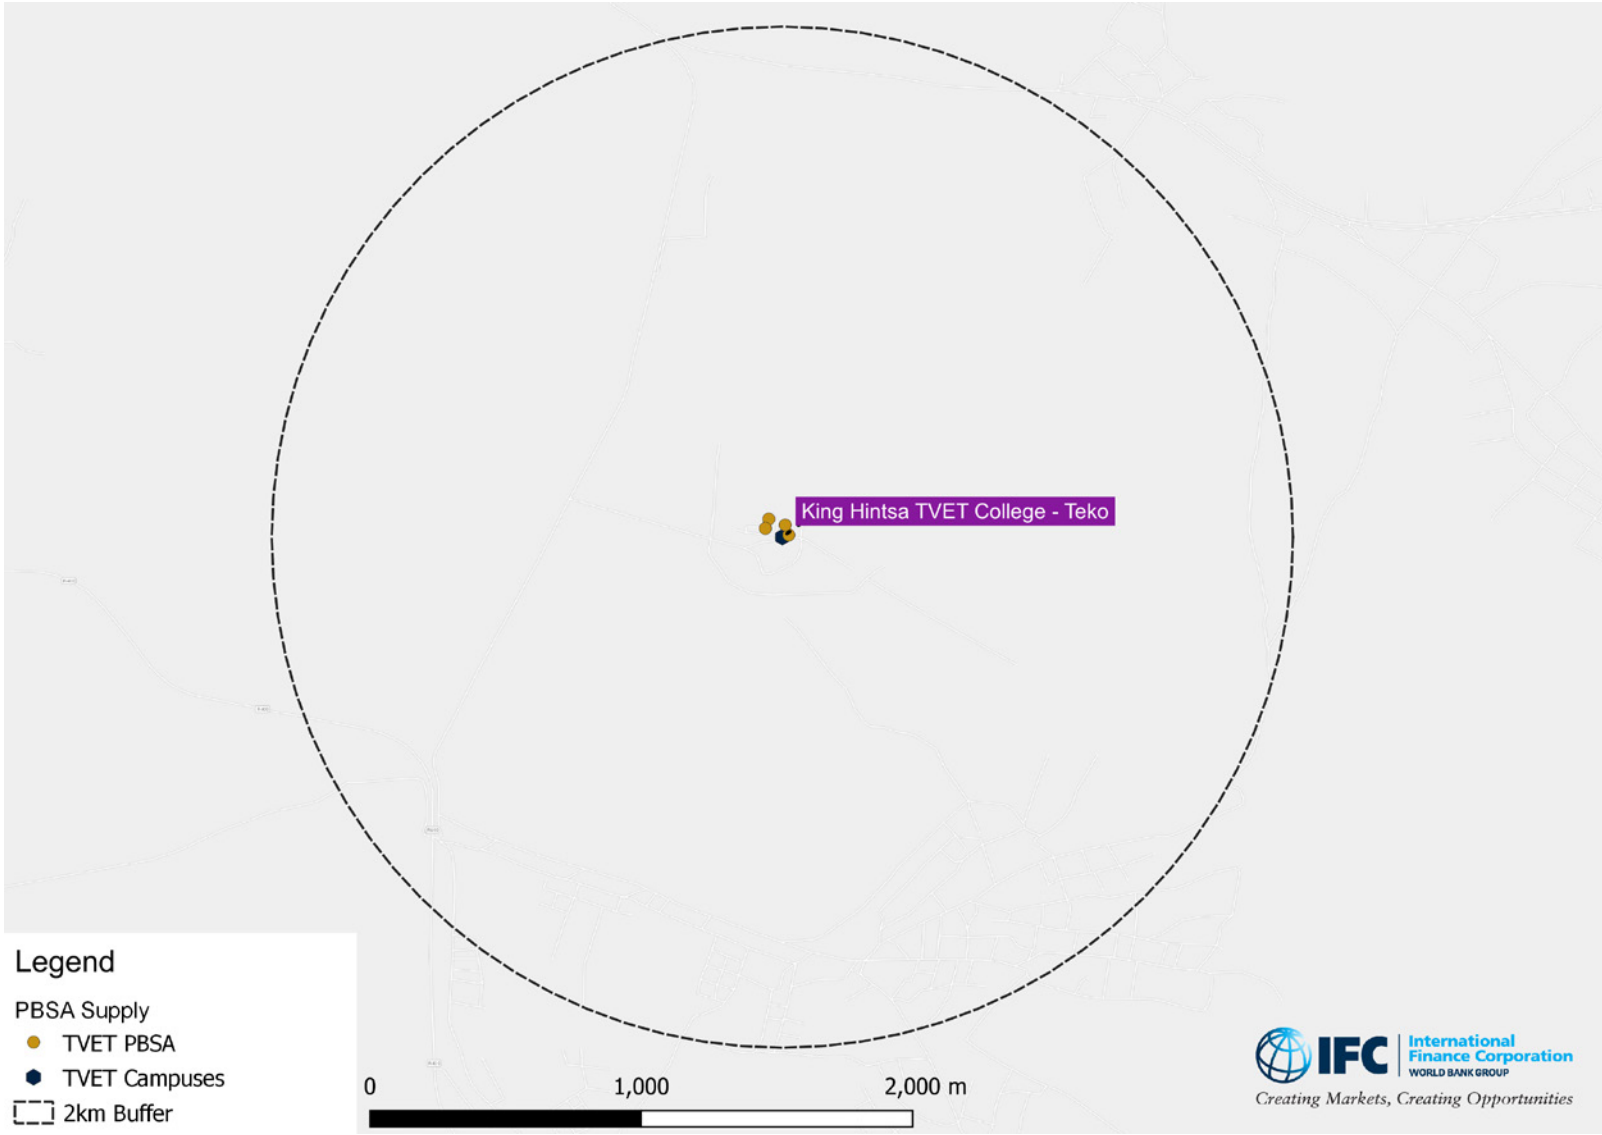 King Hintsa TVET College - Teko
Legend
PBSA Supply
TVET PBSA
TVET Campuses
2km Buffer
0 1,000 2,000 m
IFC
International
Finance Corporation
WORLD BANK GROUP
Creating Markets, Creating Opportunities